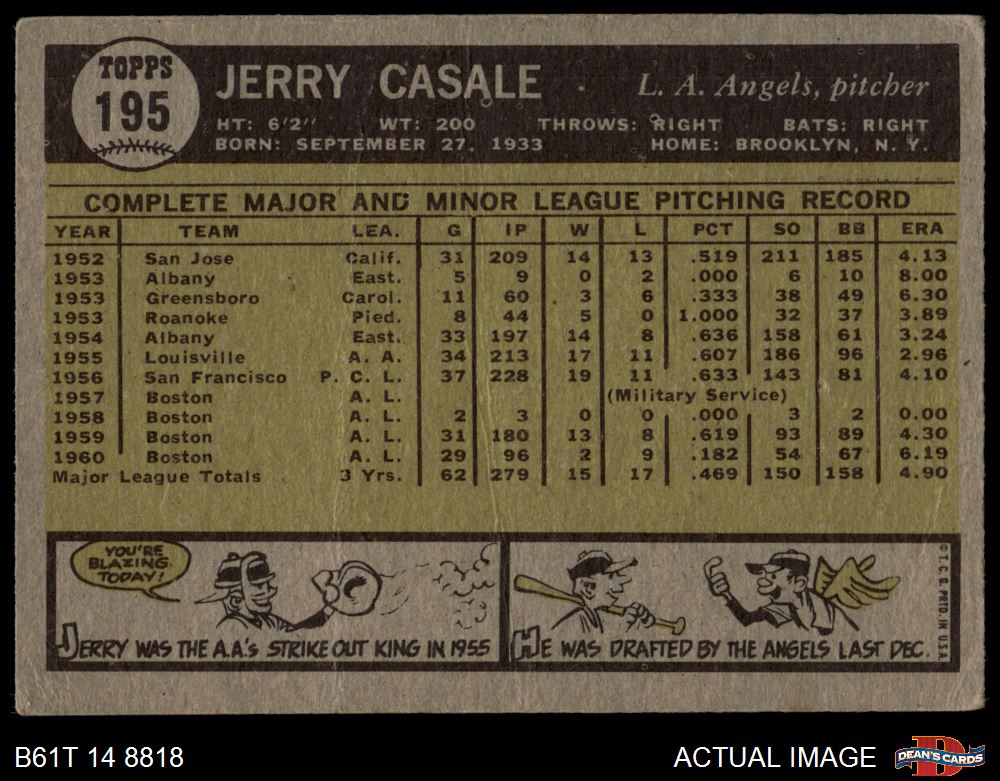 TOPPS
195
JERRY CASALE
L. A. Angels, pitcher
HT: 6'2" WT: 200 THROWS: RIGHT BATS: RIGHT
BORN: SEPTEMBER 27, 1933 HOME: BROOKLYN, N. Y.
COMPLETE MAJOR AND MINOR LEAGUE PITCHING RECORD
YEAR TEAM LEA. G IP W L PCT SO BB ERA
1952 San Jose Calif. 31 209 14 13 .519 211 185 4.13
1953 Albany East. 5 9 0 2 .000 6 10 8.00
1953 Greensboro Carol. 11 60 3 6 .333 38 49 6.30
1953 Roanoke Pied. 8 44 5 0 1.000 32 37 3.89
1954 Albany East. 33 197 14 8 .636 158 61 3.24
1955 Louisville A. A. 34 213 17 11 .607 186 96 2.96
1956 San Francisco P. C. L. 37 228 19 11 .633 143 81 4.10
1957 Boston A. L. (Military Service)
1958 Boston A. L. 2 3 0 0 .000 3 2 0.00
1959 Boston A. L. 31 180 13 8 .619 93 89 4.30
1960 Boston A. L. 29 96 2 9 .182 54 67 6.19
Major League Totals 3 Yrs. 62 279 15 17 .469 150 158 4.90
YOU'RE
BLAZING
TODAY!
JERRY WAS THE A.A.'s STRIKE OUT KING IN 1955
HE WAS DRAFTED BY THE ANGELS LAST DEC.
© T. C. G. PRTD. IN U.S.A.
B61T 14 8818
ACTUAL IMAGE
D
DEAN'S CARDS